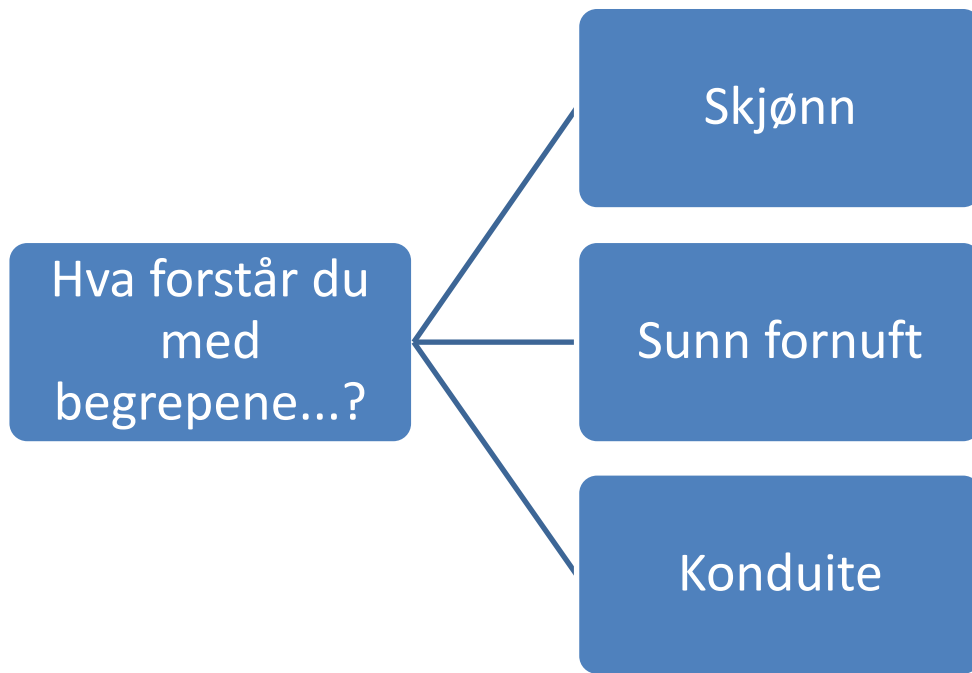 Hva forstår du
med
begrepene...?
Skjønn
Sunn fornuft
Konduite